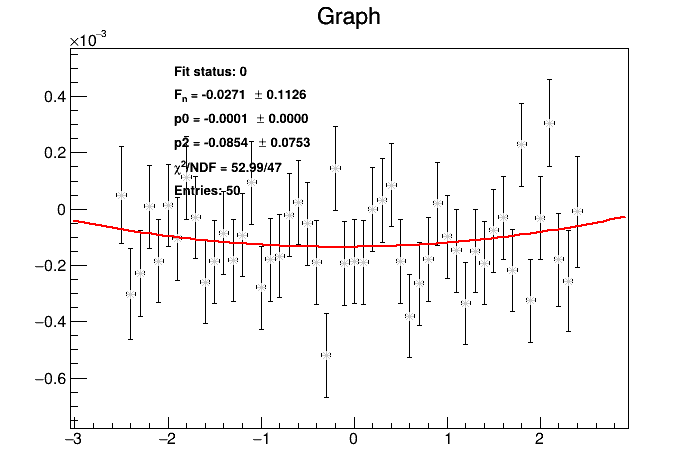 Graph
×10⁻³
Fit status: 0
Fₙ = -0.0271 ± 0.1126
p0 = -0.0001 ± 0.0000
p2 = -0.0854 ± 0.0753
χ²/NDF = 52.99/47
Entries: 50
0.4
0.2
0
−0.2
−0.4
−0.6
−3 −2 −1 0 1 2